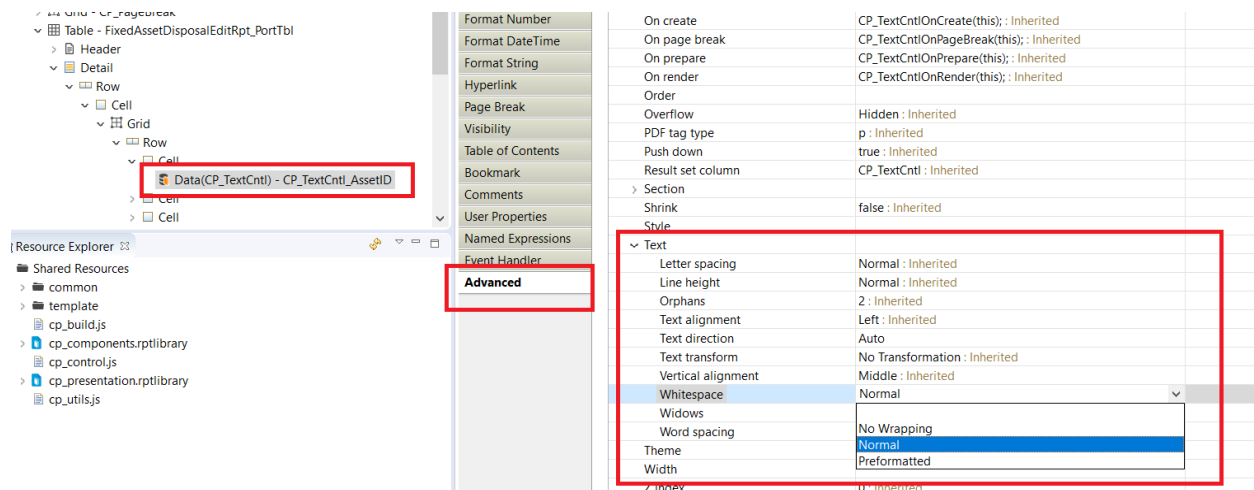 Grid - CP_PageBreak
Table - FixedAssetDisposalEditRpt_PortTbl
Header
Detail
Row
Cell
Grid
Row
Cell
Data(CP_TextCntl) - CP_TextCntl_AssetID
Cell
Cell
Resource Explorer
Shared Resources
common
template
cp_build.js
cp_components.rptlibrary
cp_control.js
cp_presentation.rptlibrary
cp_utils.js
Format Number
Format DateTime
Format String
Hyperlink
Page Break
Visibility
Table of Contents
Bookmark
Comments
User Properties
Named Expressions
Event Handler
Advanced
On create CP_TextCntlOnCreate(this); : Inherited
On page break CP_TextCntlOnPageBreak(this); : Inherited
On prepare CP_TextCntlOnPrepare(this); : Inherited
On render CP_TextCntlOnRender(this); : Inherited
Order
Overflow Hidden : Inherited
PDF tag type p : Inherited
Push down true : Inherited
Result set column CP_TextCntl : Inherited
Section
Shrink false : Inherited
Style
Text
Letter spacing Normal : Inherited
Line height Normal : Inherited
Orphans 2 : Inherited
Text alignment Left : Inherited
Text direction Auto
Text transform No Transformation : Inherited
Vertical alignment Middle : Inherited
Whitespace Normal
Widows
Word spacing No Wrapping
Theme Normal
Width Preformatted
Z Index 0 : Inherited